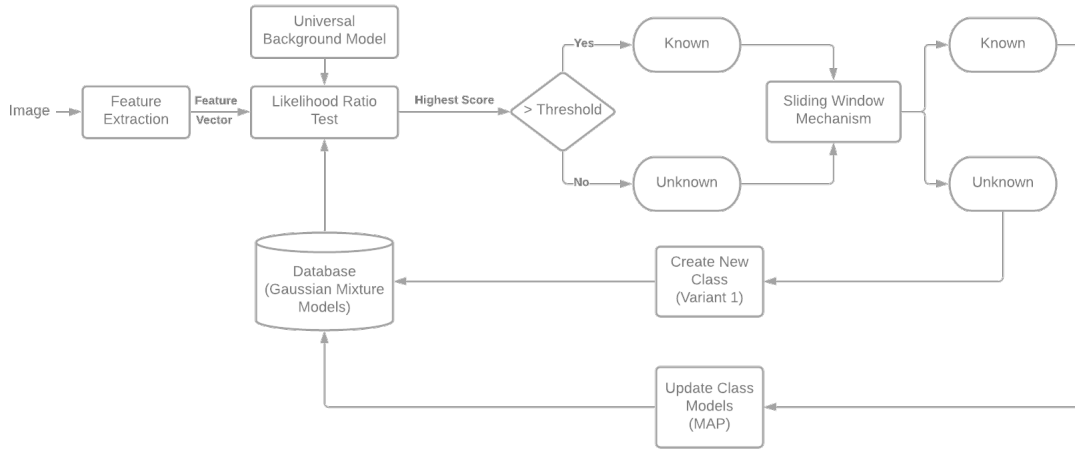 Universal
Background Model
Image
Feature
Extraction
Feature
Vector
Likelihood Ratio
Test
Highest Score
> Threshold
Yes
No
Known
Unknown
Sliding Window
Mechanism
Known
Unknown
Database
(Gaussian Mixture
Models)
Create New
Class
(Variant 1)
Update Class
Models
(MAP)